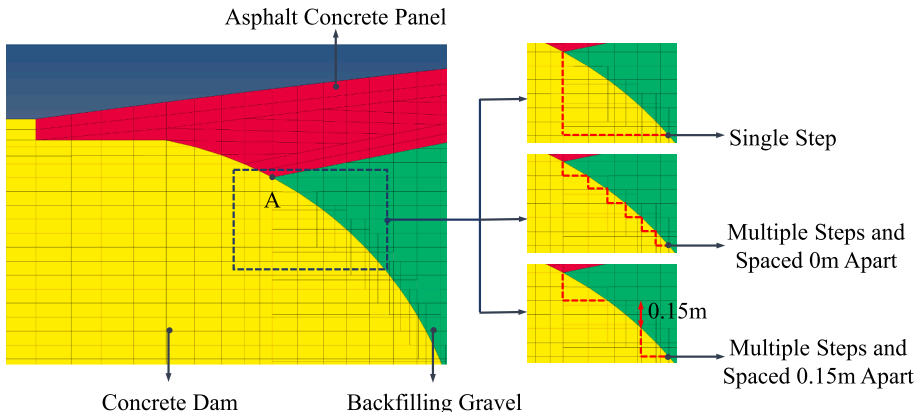 Asphalt Concrete Panel
A
Concrete Dam
Backfilling Gravel
Single Step
Multiple Steps and
Spaced 0m Apart
0.15m
Multiple Steps and
Spaced 0.15m Apart